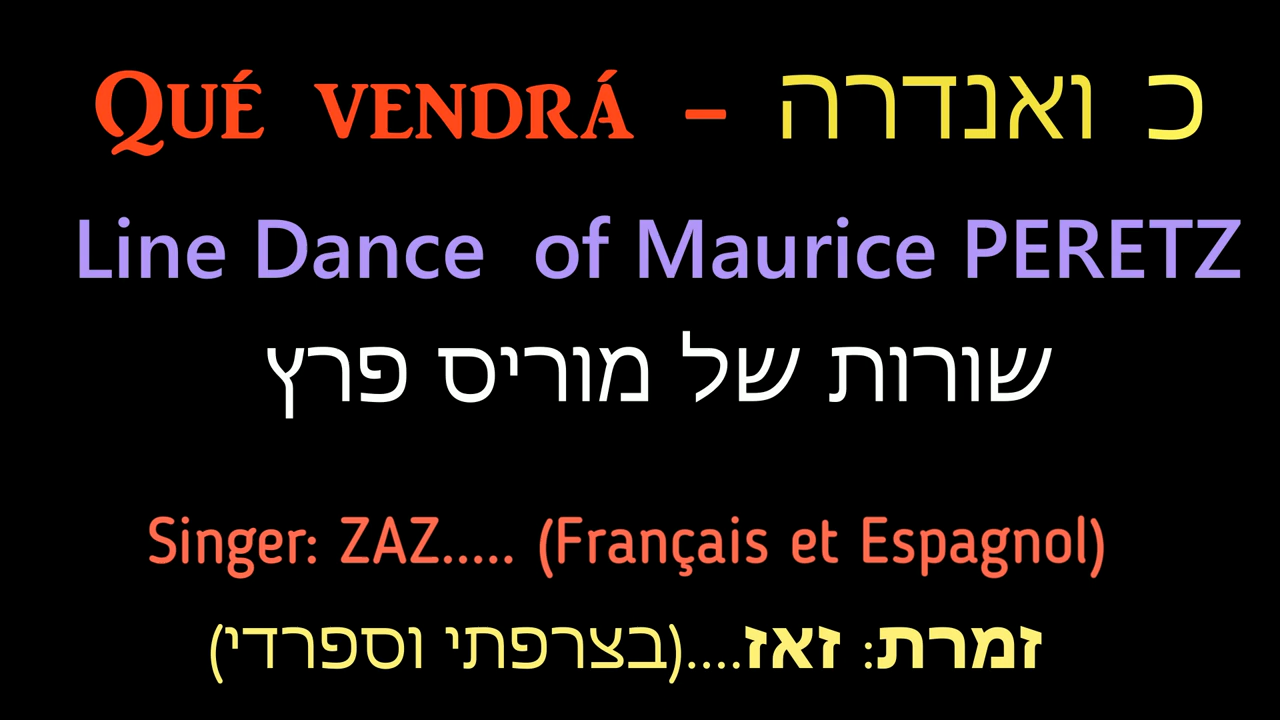 Qué vendrá - כ ואנדרה
Line Dance of Maurice PERETZ
שורות של מוריס פרץ
Singer: ZAZ..... (Français et Espagnol)
זמרת: זאז....(בצרפתי וספרדי)